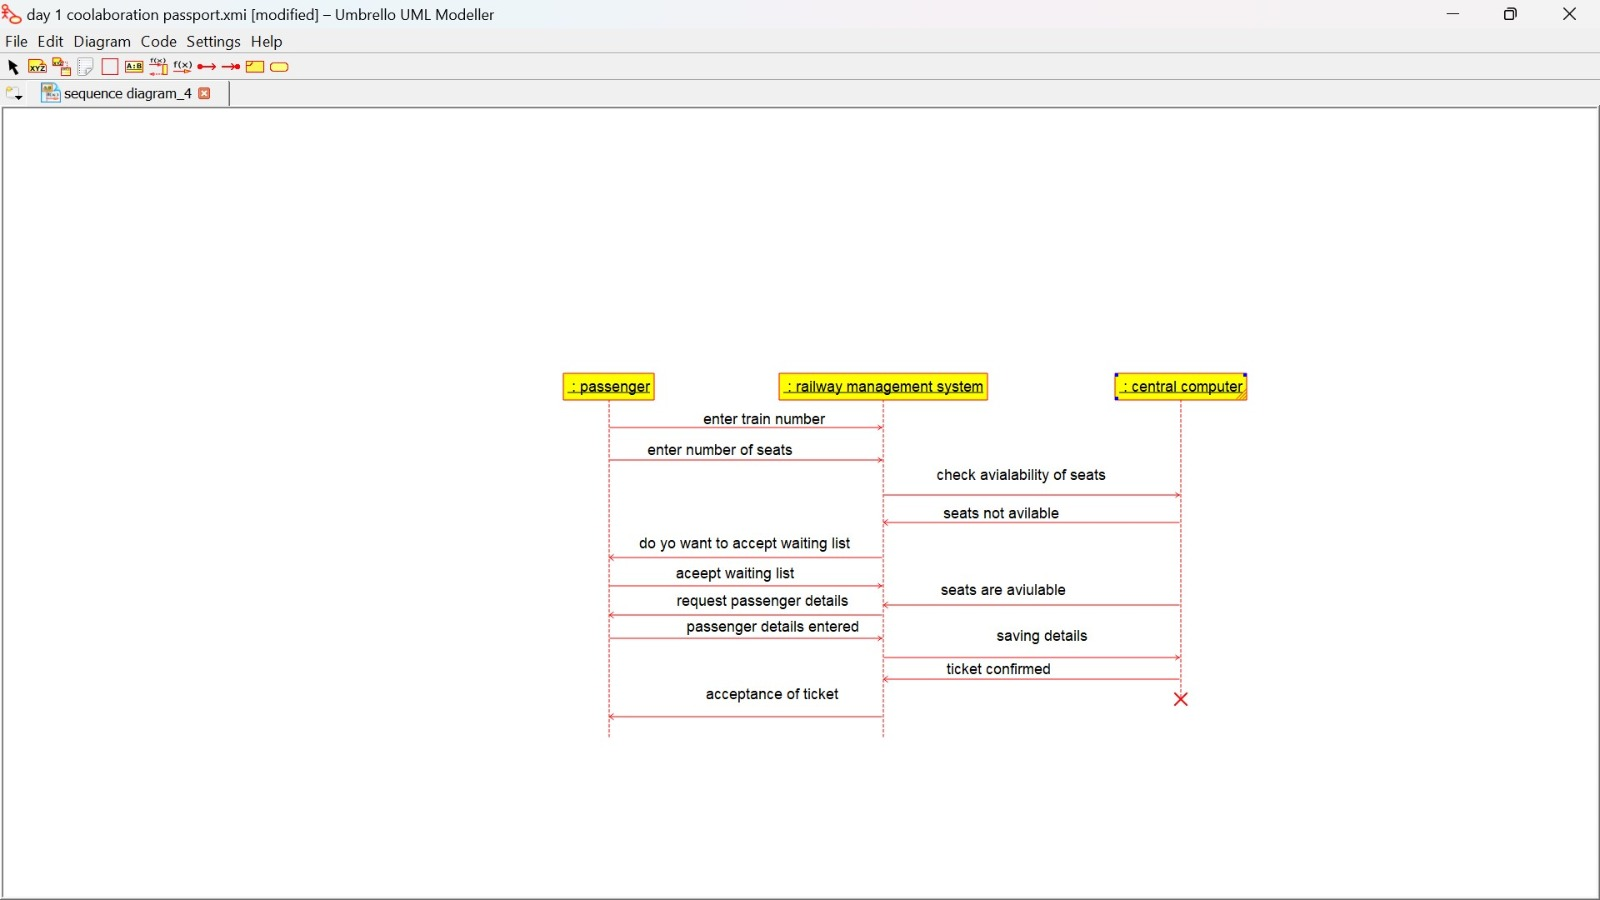 day 1 coolaboration passport.xmi [modified] – Umbrello UML Modeller
File Edit Diagram Code Settings Help
XYZ A:B f(x) f(x)
sequence diagram_4
: passenger
: railway management system
: central computer
enter train number
enter number of seats
check avialability of seats
seats not avilable
do yo want to accept waiting list
aceept waiting list
seats are aviulable
request passenger details
passenger details entered
saving details
ticket confirmed
acceptance of ticket